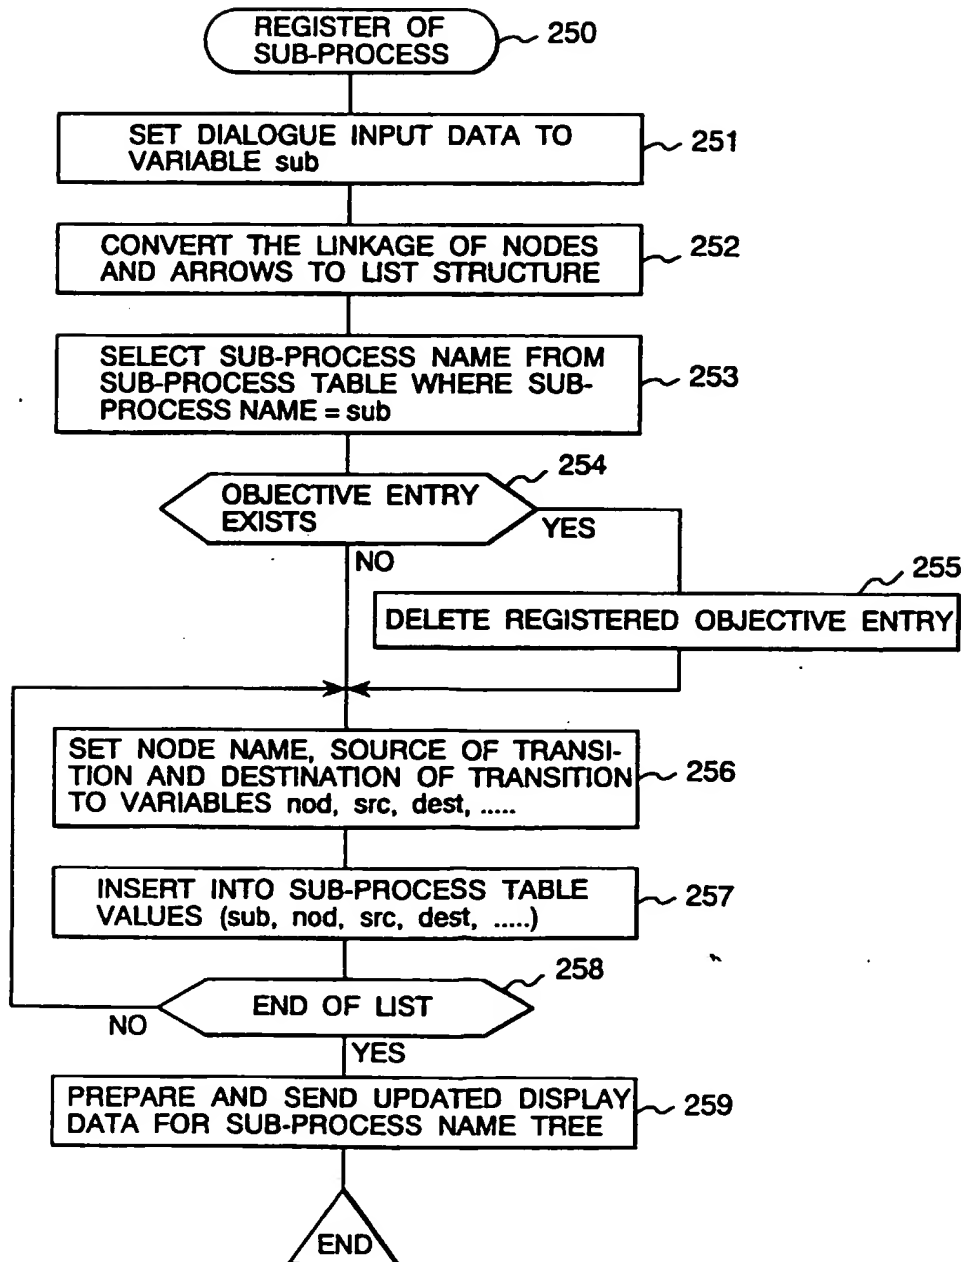 REGISTER OF
SUB-PROCESS
250
SET DIALOGUE INPUT DATA TO
VARIABLE sub
251
CONVERT THE LINKAGE OF NODES
AND ARROWS TO LIST STRUCTURE
252
SELECT SUB-PROCESS NAME FROM
SUB-PROCESS TABLE WHERE SUB-
PROCESS NAME = sub
253
254
OBJECTIVE ENTRY
EXISTS
YES
NO
255
DELETE REGISTERED OBJECTIVE ENTRY
SET NODE NAME, SOURCE OF TRANSI-
TION AND DESTINATION OF TRANSITION
TO VARIABLES nod, src, dest, .....
256
INSERT INTO SUB-PROCESS TABLE
VALUES (sub, nod, src, dest, .....)
257
258
END OF LIST
NO
YES
PREPARE AND SEND UPDATED DISPLAY
DATA FOR SUB-PROCESS NAME TREE
259
END